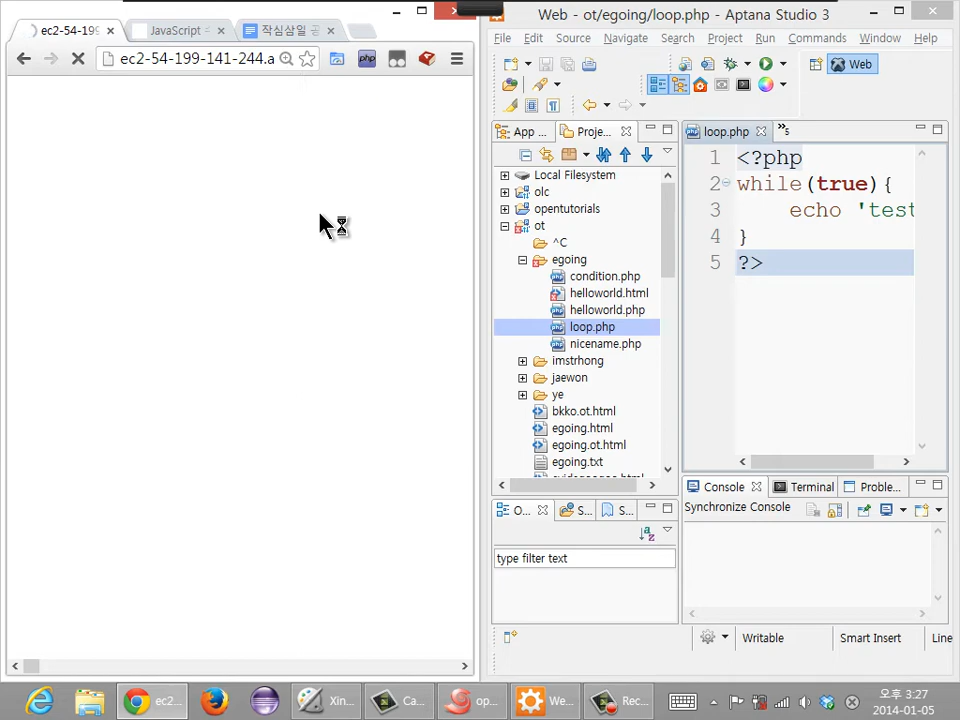 ec2-54-199
JavaScript
작심삼일 공
ec2-54-199-141-244.a
php
Web - ot/egoing/loop.php - Aptana Studio 3
File Edit Source Navigate Search Project Run Commands Window Help
Web
App ...
Proje...
loop.php
5
Local Filesystem
olc
opentutorials
ot
^C
egoing
condition.php
helloworld.html
helloworld.php
loop.php
nicename.php
imstrhong
jaewon
ye
bkko.ot.html
egoing.html
egoing.ot.html
egoing.txt
1 <?php
2 while(true){
3 echo 'test
4 }
5 ?>
O...
S...
S...
type filter text
Console
Terminal
Proble...
Synchronize Console
Writable
Smart Insert
Line
ec2...
Xin...
Ca...
op...
We...
Rec...
오후 3:27
2014-01-05